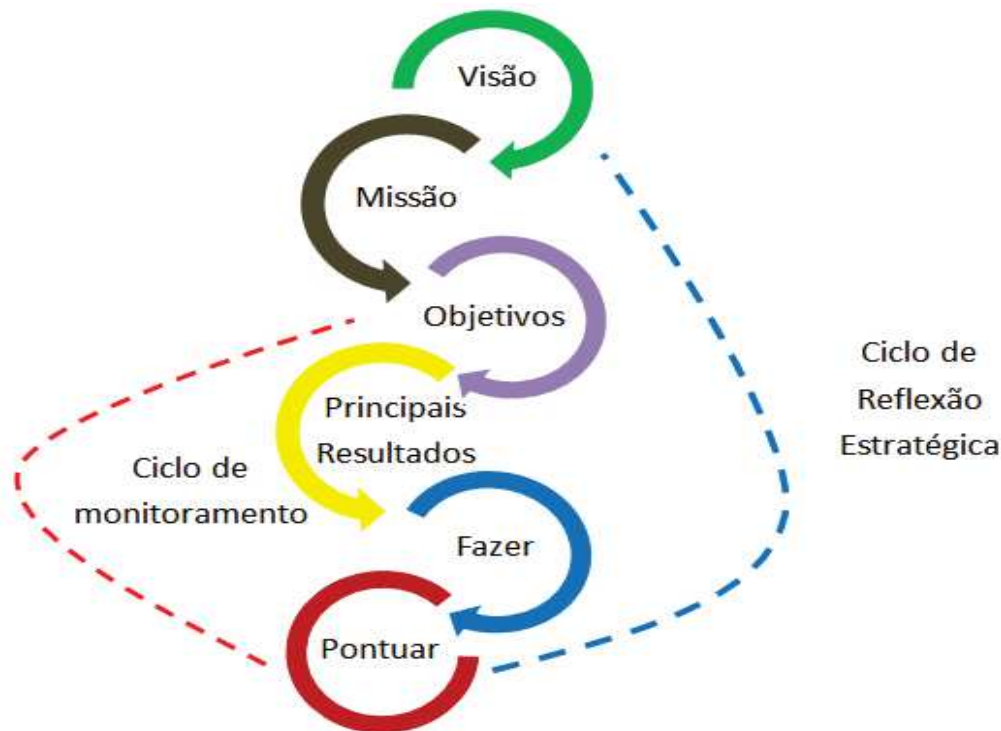 Visão
Missão
Objetivos
Principais
Resultados
Ciclo de
monitoramento
Fazer
Pontuar
Ciclo de
Reflexão
Estratégica